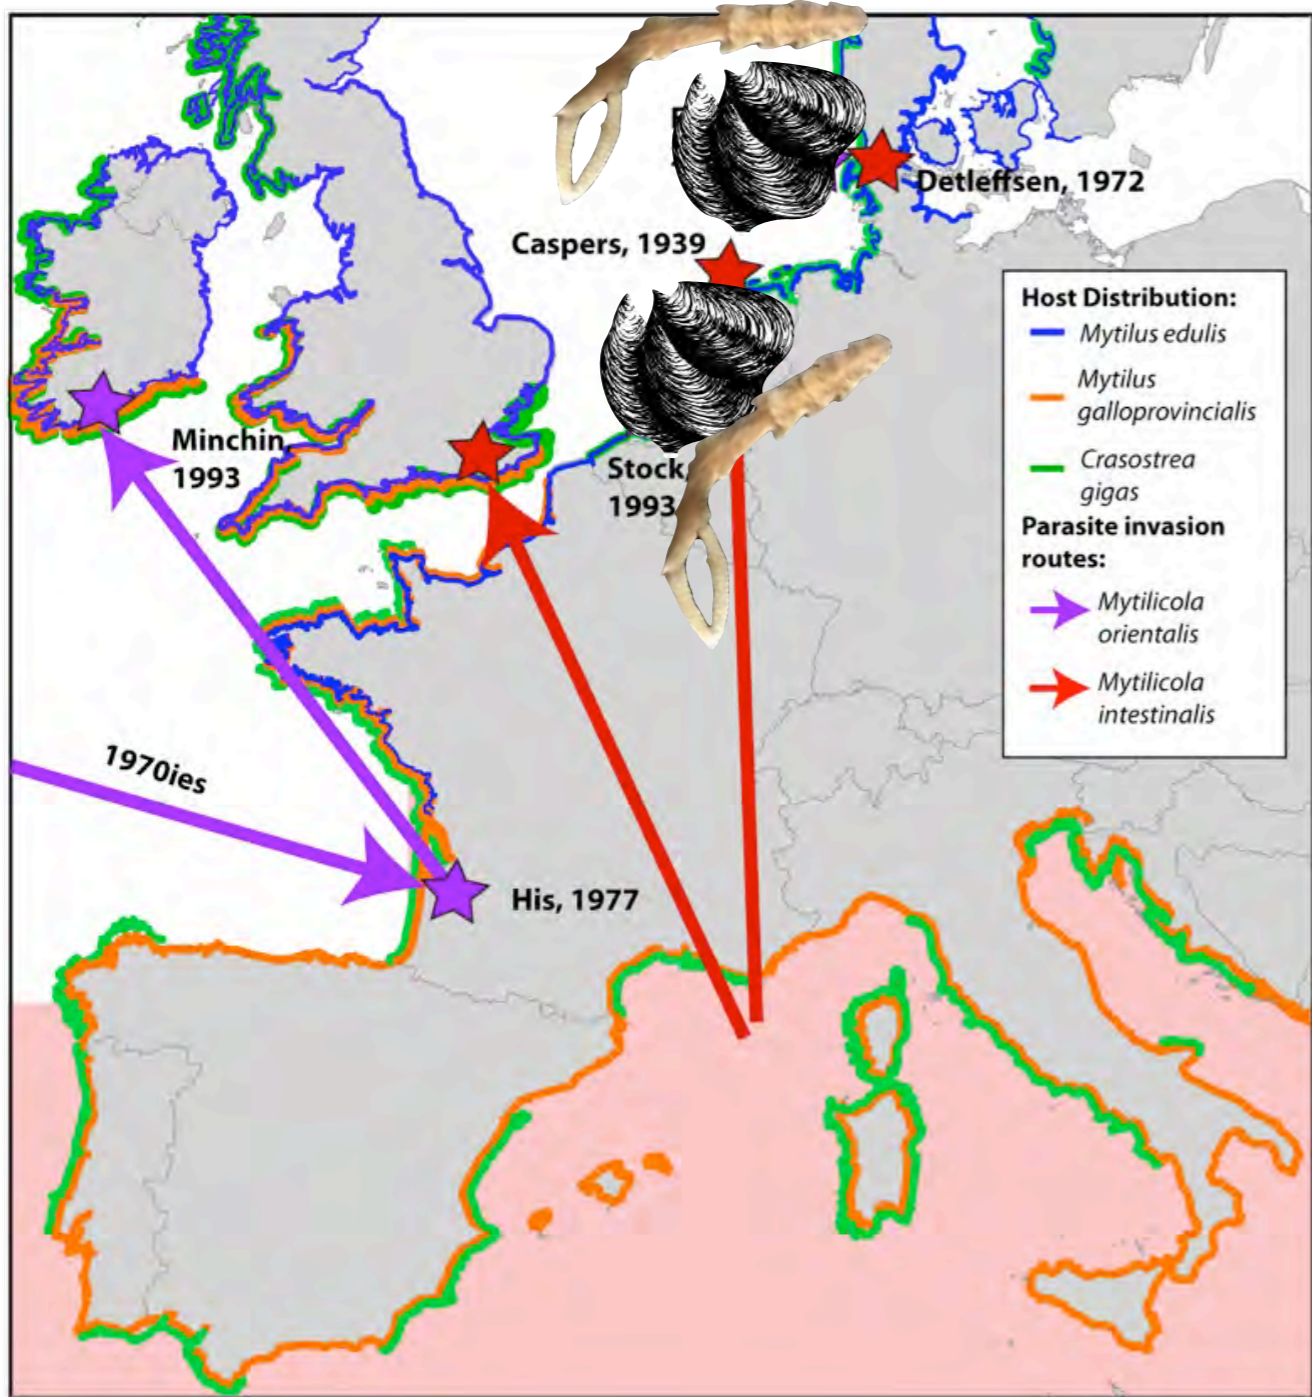 Detleffsen, 1972
Caspers, 1939
Host Distribution:
Mytilus edulis
Mytilus
galloprovincialis
Crasostrea
gigas
Parasite invasion
routes:
Mytilicola
orientalis
Mytilicola
intestinalis
Minchin,
1993
Stock,
1993
1970ies
His, 1977